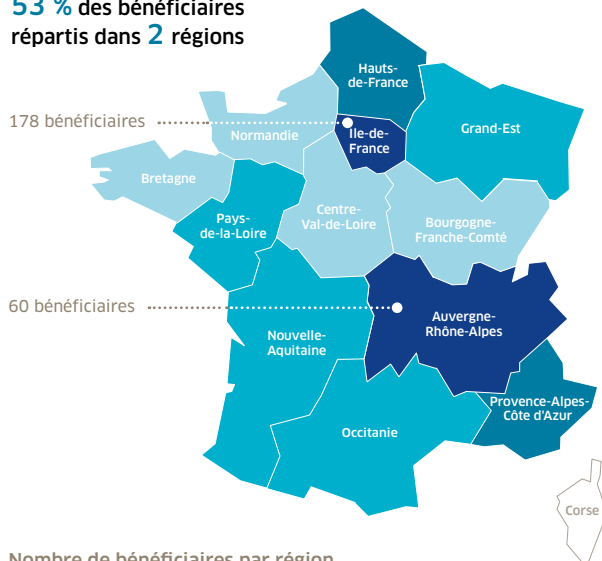 53 % des bénéficiaires
répartis dans 2 régions
Hauts-
de-France
178 bénéficiaires
Normandie
Ile-de-
France
Grand-Est
Bretagne
Pays-
de-la-Loire
Centre-
Val-de-Loire
Bourgogne-
Franche-Comté
60 bénéficiaires
Auvergne-
Rhône-Alpes
Nouvelle-
Aquitaine
Provence-Alpes-
Côte d'Azur
Occitanie
Corse
Nombre de bénéficiaires par région